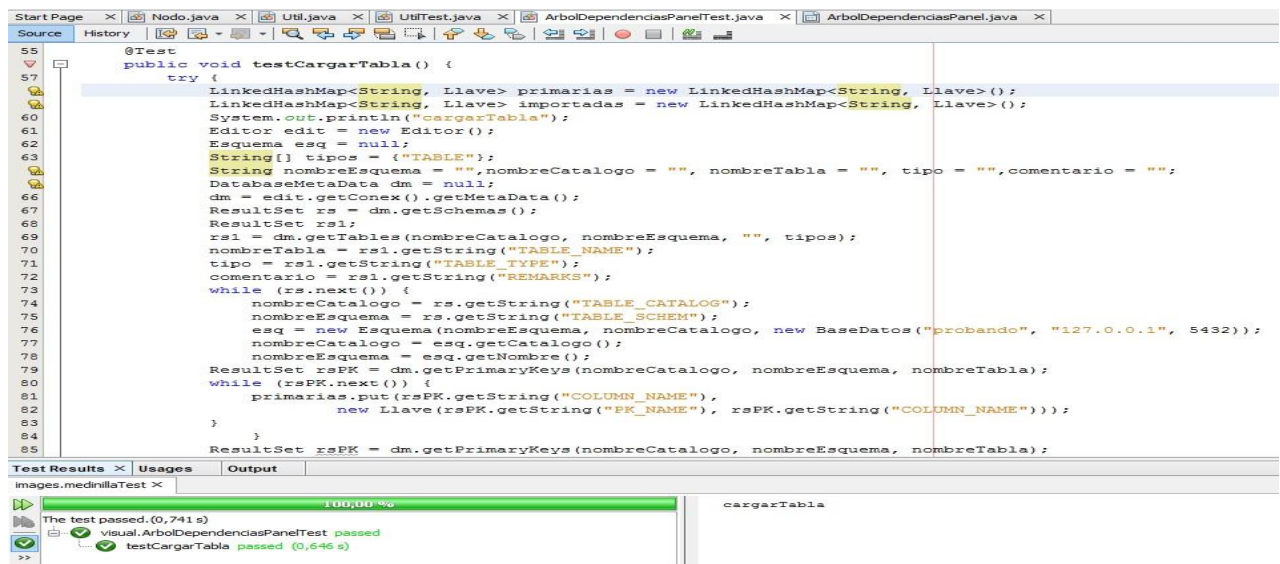 Start Page Nodo.java Util.java UtilTest.java ArbolDependenciasPanelTest.java ArbolDependenciasPanel.java
Source History
55 @Test
public void testCargarTabla() {
57 try {
LinkedHashMap<String, Llave> primarias = new LinkedHashMap<String, Llave>();
LinkedHashMap<String, Llave> importadas = new LinkedHashMap<String, Llave>();
60 System.out.println("cargarTabla");
61 Editor edit = new Editor();
62 Esquema esq = null;
63 String[] tipos = {"TABLE"};
String nombreEsquema = "",nombreCatalogo = "", nombreTabla = "", tipo = "",comentario = "";
DatabaseMetaData dm = null;
66 dm = edit.getConex().getMetaData();
67 ResultSet rs = dm.getSchemas();
68 ResultSet rs1;
69 rs1 = dm.getTables(nombreCatalogo, nombreEsquema, "", tipos);
70 nombreTabla = rs1.getString("TABLE_NAME");
71 tipo = rs1.getString("TABLE_TYPE");
72 comentario = rs1.getString("REMARKS");
73 while (rs.next()) {
74 nombreCatalogo = rs.getString("TABLE_CATALOG");
75 nombreEsquema = rs.getString("TABLE_SCHEM");
76 esq = new Esquema(nombreEsquema, nombreCatalogo, new BaseDatos("probando", "127.0.0.1", 5432));
77 nombreCatalogo = esq.getCatalogo();
78 nombreEsquema = esq.getNombre();
79 ResultSet rsPK = dm.getPrimaryKeys(nombreCatalogo, nombreEsquema, nombreTabla);
80 while (rsPK.next()) {
81 primarias.put(rsPK.getString("COLUMN_NAME"),
82 new Llave(rsPK.getString("PK_NAME"), rsPK.getString("COLUMN_NAME")));
83 }
84 }
85 ResultSet rsPK = dm.getPrimaryKeys(nombreCatalogo, nombreEsquema, nombreTabla);
Test Results Usages Output
images.medinillaTest
100,00 %
cargarTabla
The test passed.(0,741 s)
visual.ArbolDependenciasPanelTest passed
testCargarTabla passed (0,646 s)
>>